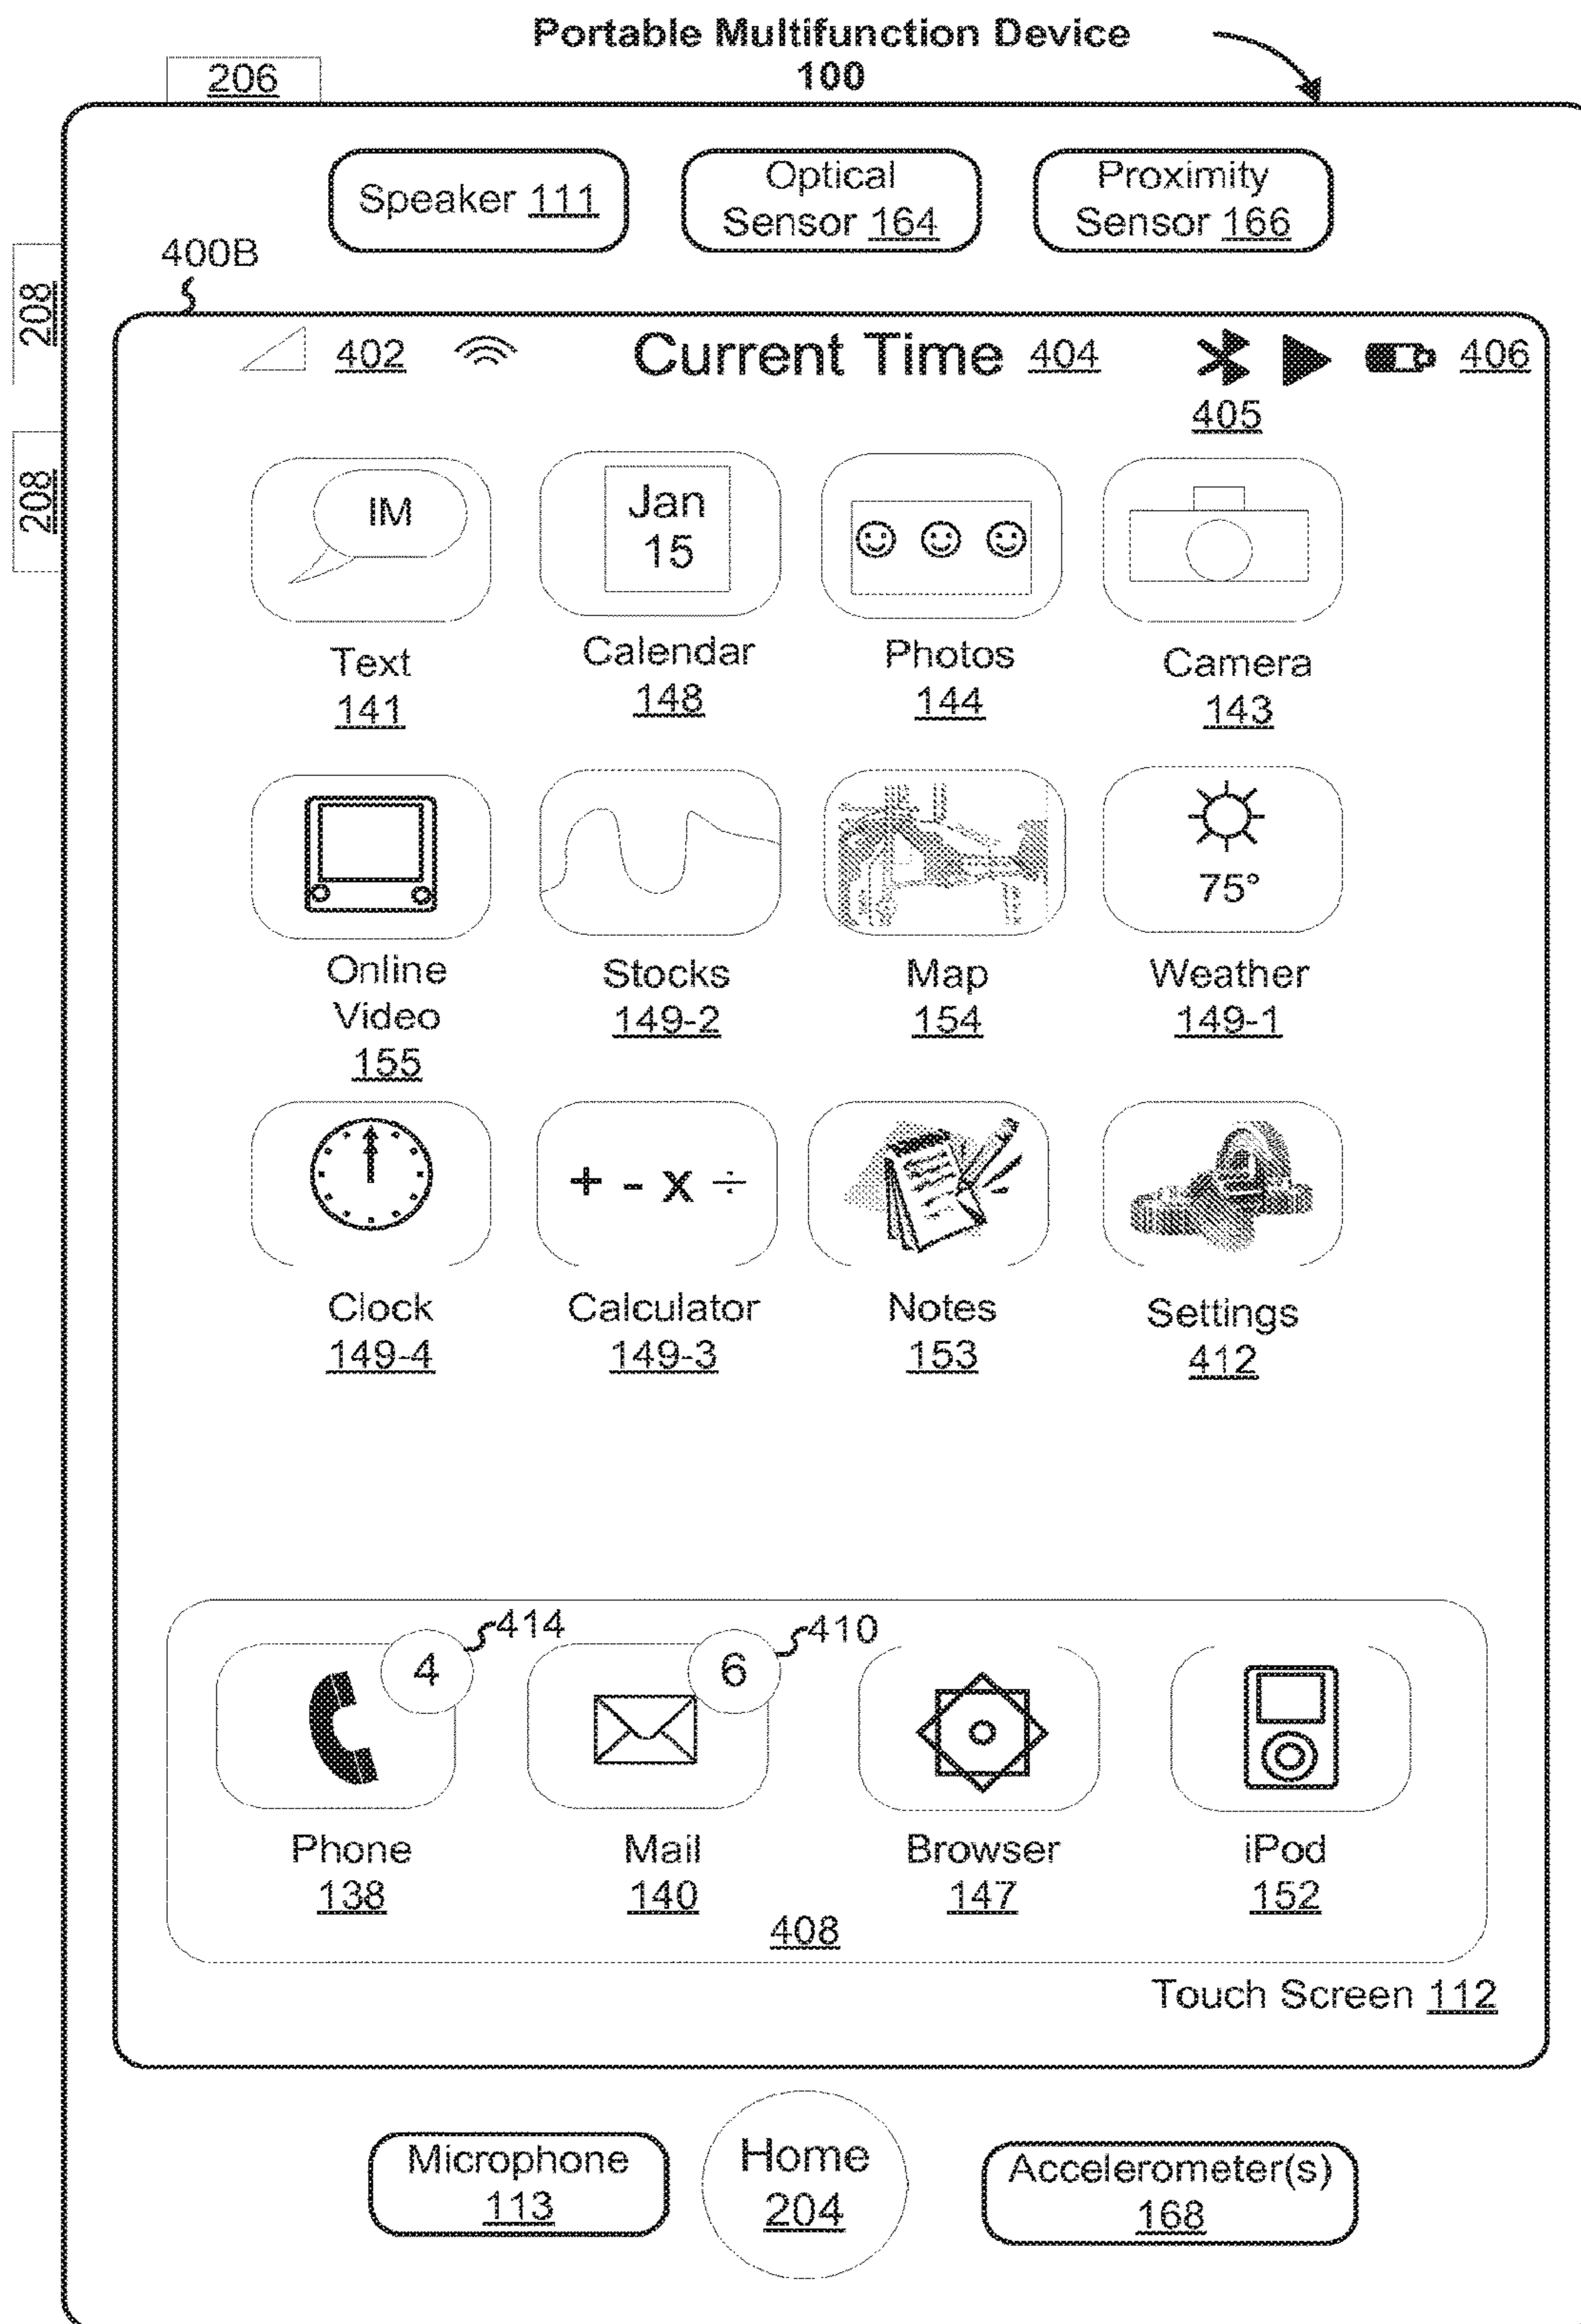 Portable Multifunction Device
100
206
Speaker 111
Optical
Sensor 164
Proximity
Sensor 166
400B
208
208
402
Current Time 404
406
405
IM
Jan
15
Text
141
Calendar
148
Photos
144
Camera
143
75°
Online
Video
155
Stocks
149-2
Map
154
Weather
149-1
+ - x ÷
Clock
149-4
Calculator
149-3
Notes
153
Settings
412
4
414
6
410
Phone
138
Mail
140
Browser
147
iPod
152
408
Touch Screen 112
Microphone
113
Home
204
Accelerometer(s)
168